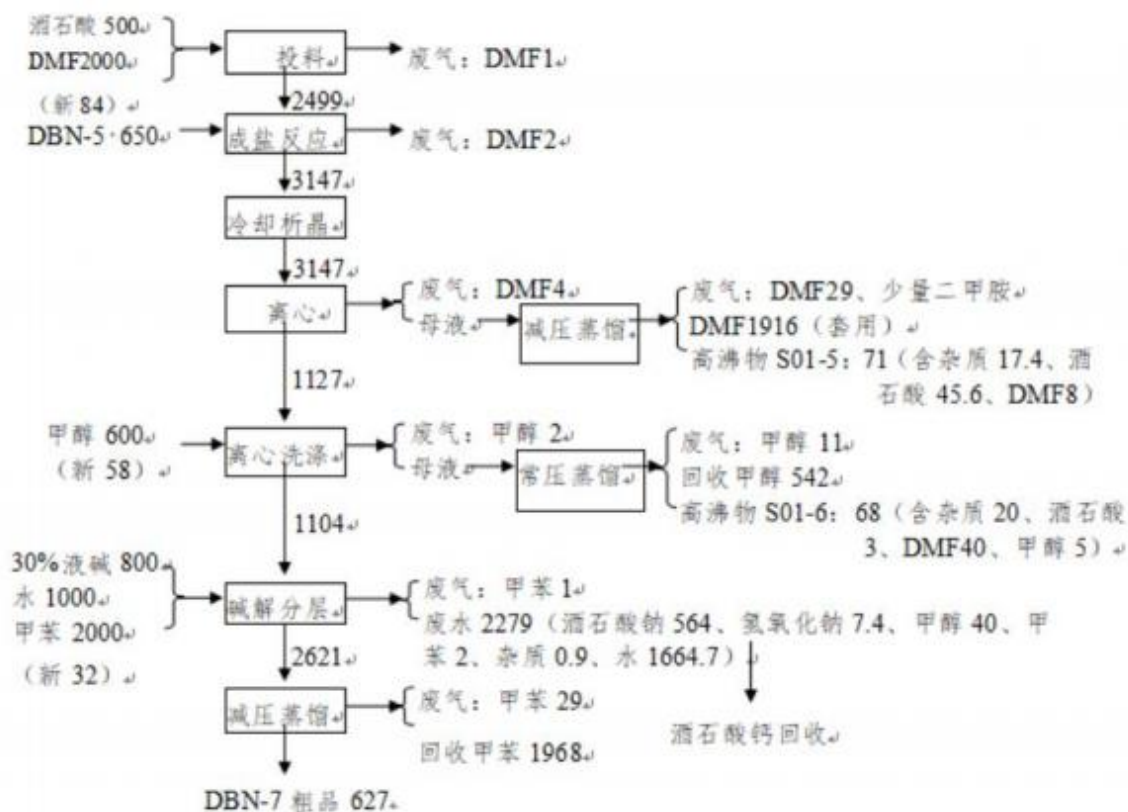 酒石酸 500
DMF2000
（新 84）
投料
废气：DMF1
2499
DBN-5·650
成盐反应
废气：DMF2
3147
冷却析晶
3147
离心
废气：DMF4
母液
减压蒸馏
废气：DMF29、少量二甲胺
DMF1916（套用）
高沸物 S01-5：71（含杂质 17.4、酒
石酸 45.6、DMF8）
1127
甲醇 600
（新 58）
离心洗涤
废气：甲醇 2
母液
常压蒸馏
废气：甲醇 11
回收甲醇 542
高沸物 S01-6：68（含杂质 20、酒石酸
3、DMF40、甲醇 5）
1104
30%液碱 800
水 1000
甲苯 2000
（新 32）
碱解分层
废气：甲苯 1
废水 2279（酒石酸钠 564、氢氧化钠 7.4、甲醇 40、甲
苯 2、杂质 0.9、水 1664.7）
2621
减压蒸馏
废气：甲苯 29
回收甲苯 1968
酒石酸钙回收
DBN-7 粗品 627